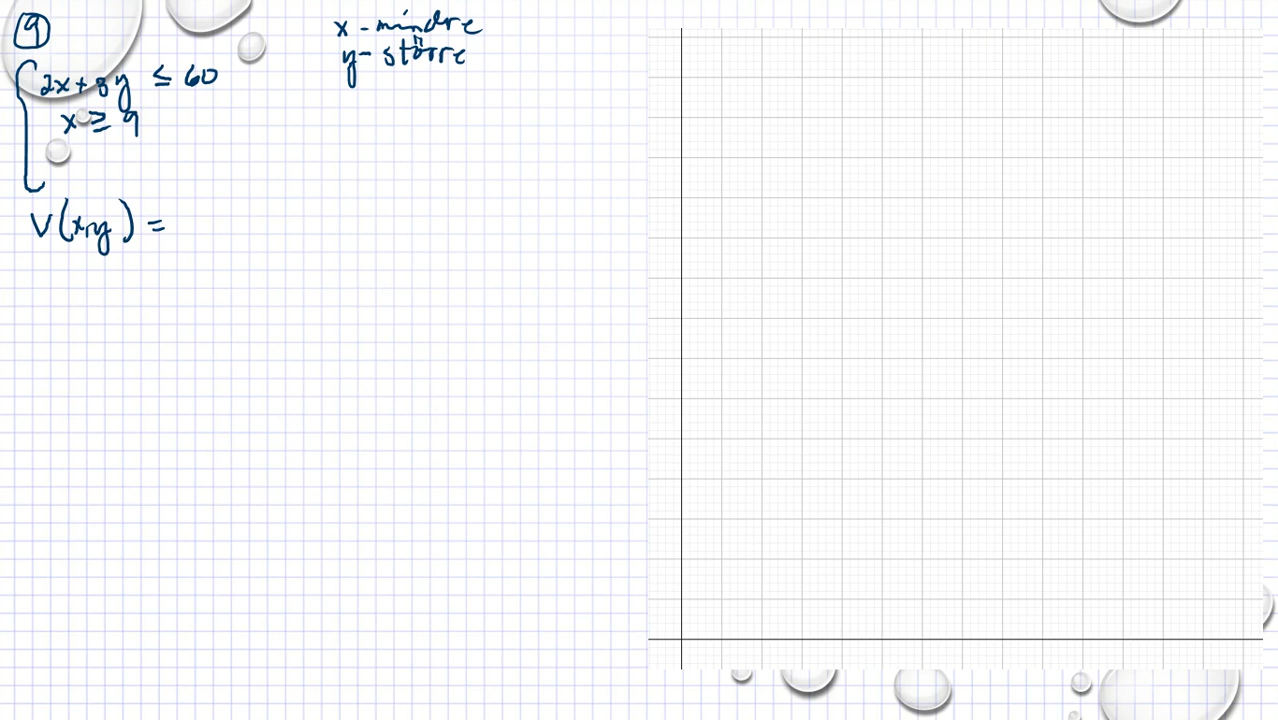 9
x - mindre
y - större
2x + 8y ≤ 60
x ≥ 9
V(x,y) =